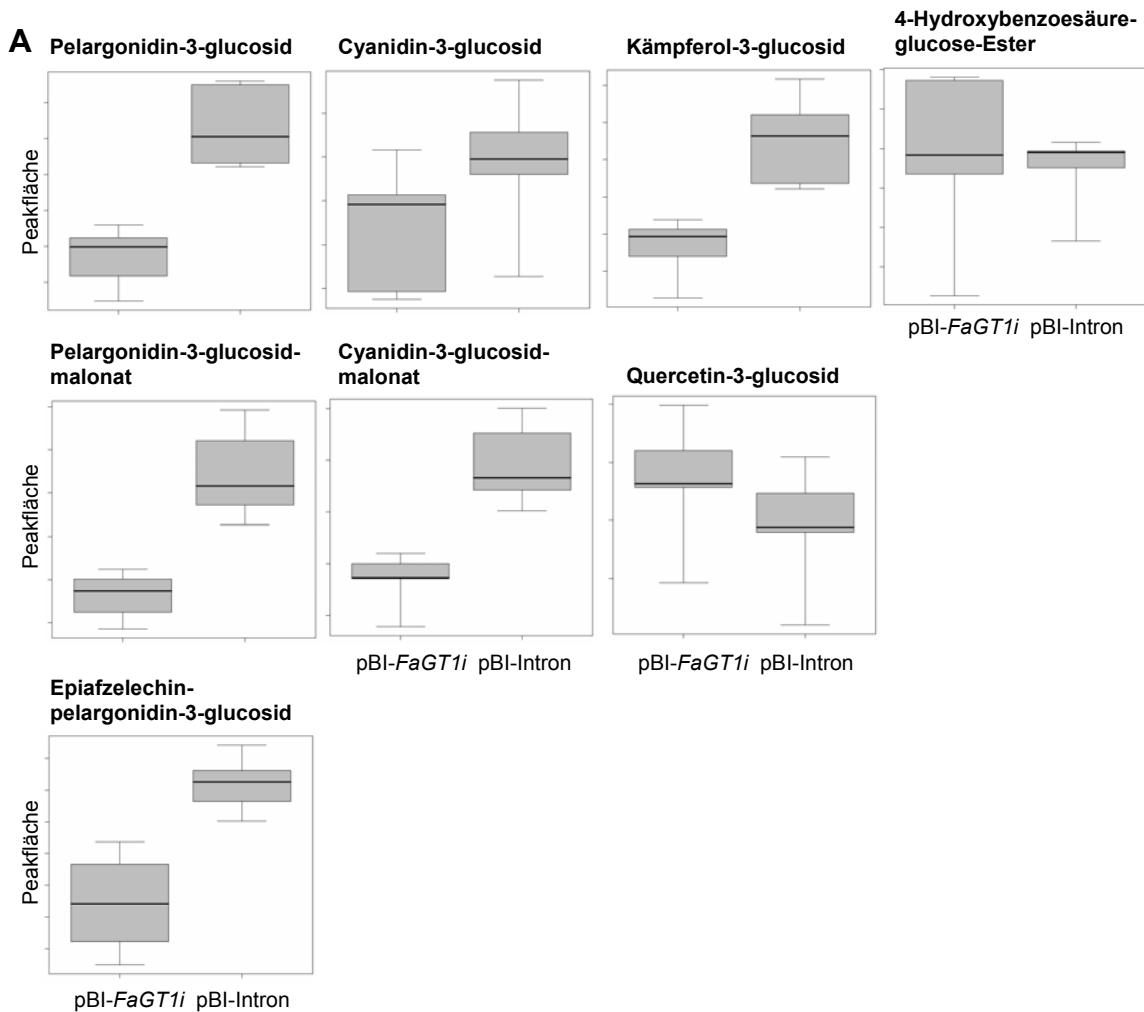 A
Pelargonidin-3-glucosid
Cyanidin-3-glucosid
Kämpferol-3-glucosid
4-Hydroxybenzoesäure-
glucose-Ester
Peakfläche
pBI-FaGT1i pBI-Intron
Pelargonidin-3-glucosid-
malonat
Cyanidin-3-glucosid-
malonat
Quercetin-3-glucosid
Peakfläche
pBI-FaGT1i pBI-Intron
pBI-FaGT1i pBI-Intron
Epiafzelechin-
pelargonidin-3-glucosid
Peakfläche
pBI-FaGT1i pBI-Intron